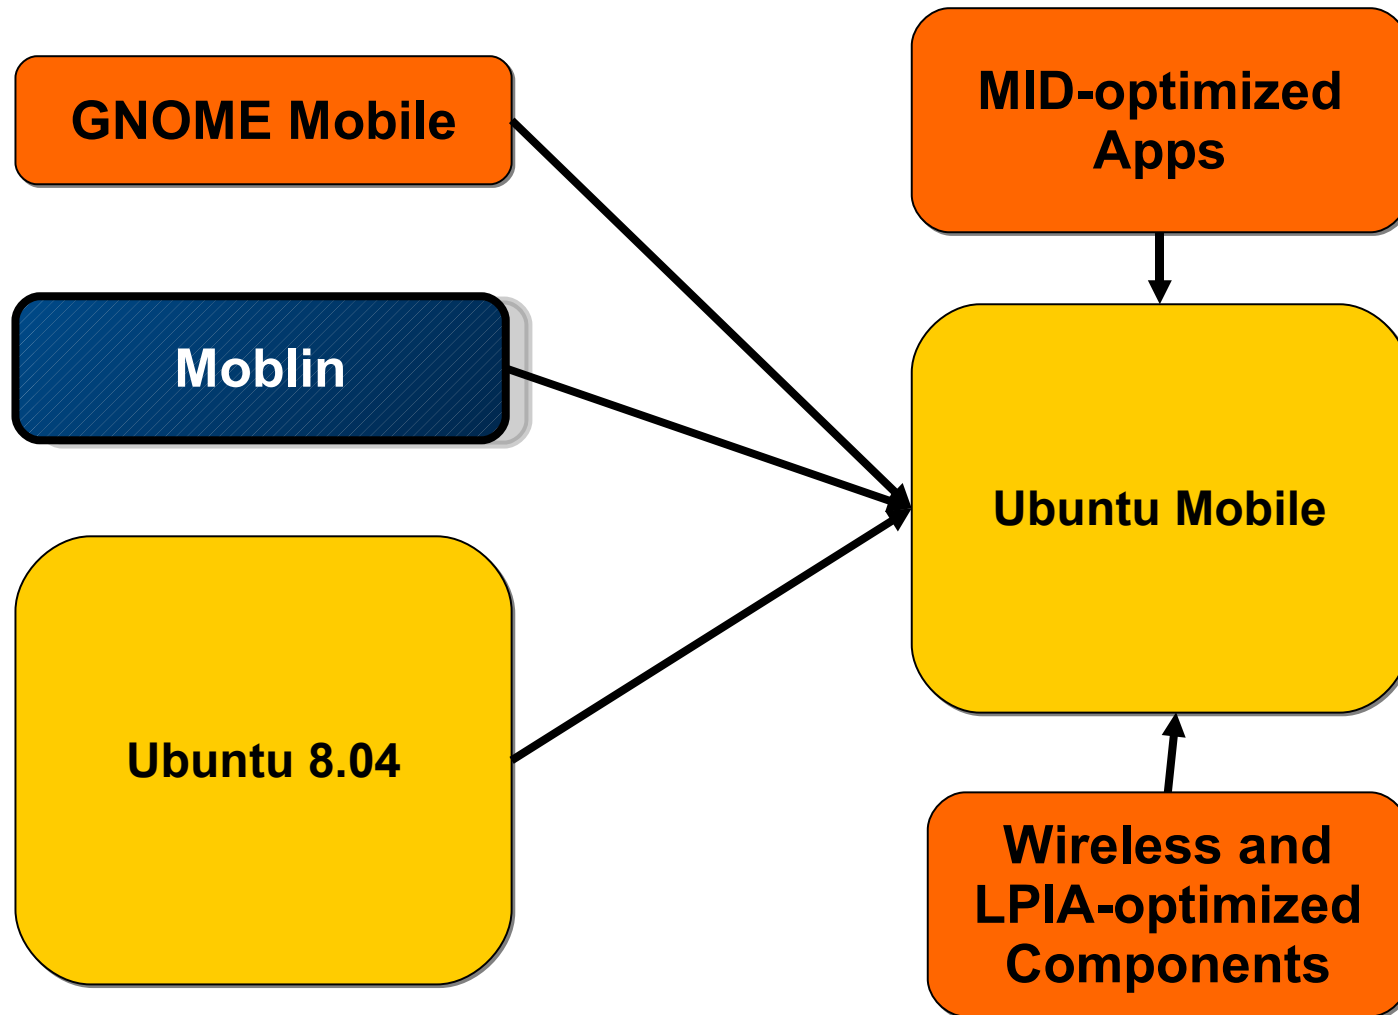 GNOME Mobile
Moblin
Ubuntu 8.04
MID-optimized
Apps
Ubuntu Mobile
Wireless and
LPIA-optimized
Components